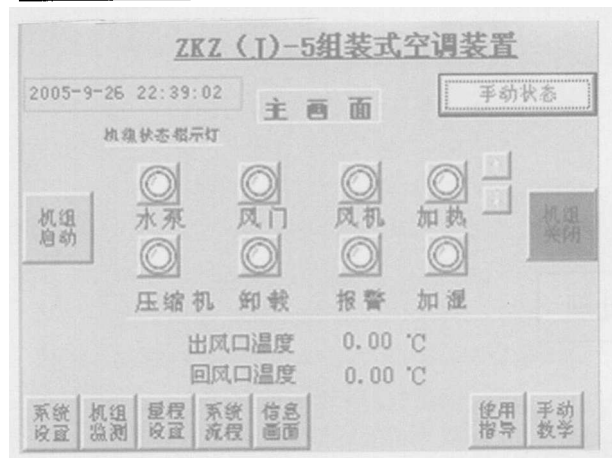 ZKZ（T)-5组装式空调装置
2005-9-26 22:39:02
手动状态
主画面
机组状态指示灯
机组
启动
水泵 风门 风机 加热
机组
关闭
压缩机 卸载 报警 加湿
出风口温度 0.00 ℃
回风口温度 0.00 ℃
系统
设置
机组
监测
量程
设置
系统
流程
信息
画面
使用
指导
手动
教学